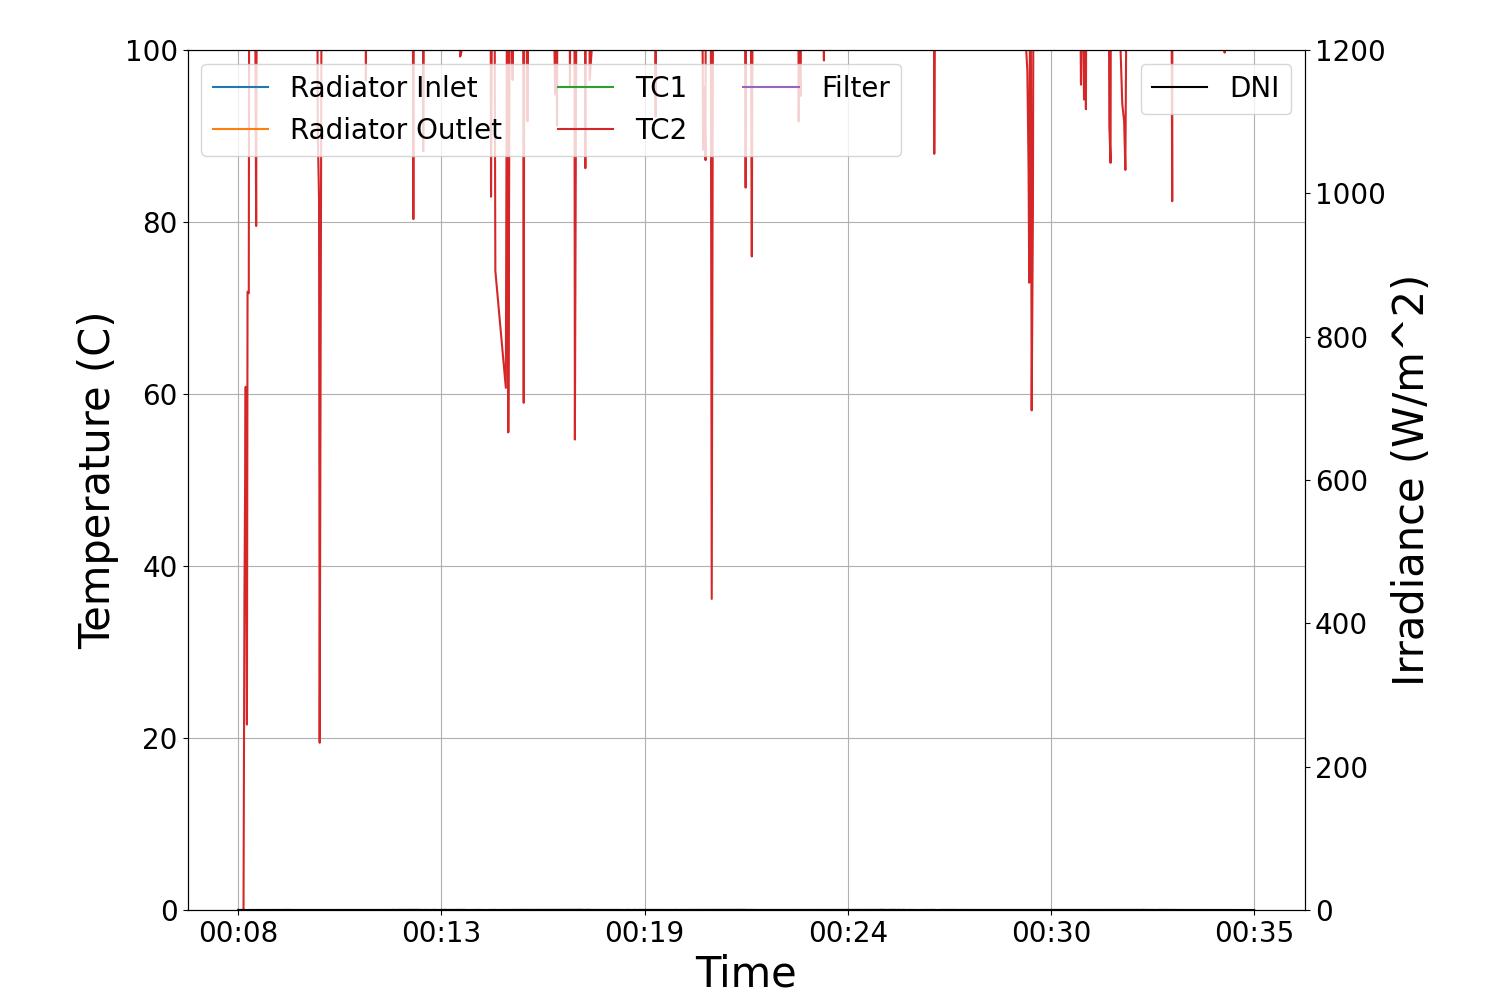 100
80
60
40
20
0
Temperature (C)
Radiator Inlet
Radiator Outlet
TC1
TC2
Filter
DNI
1200
1000
800
600
400
200
0
Irradiance (W/m^2)
00:08 00:13 00:19 00:24 00:30 00:35
Time